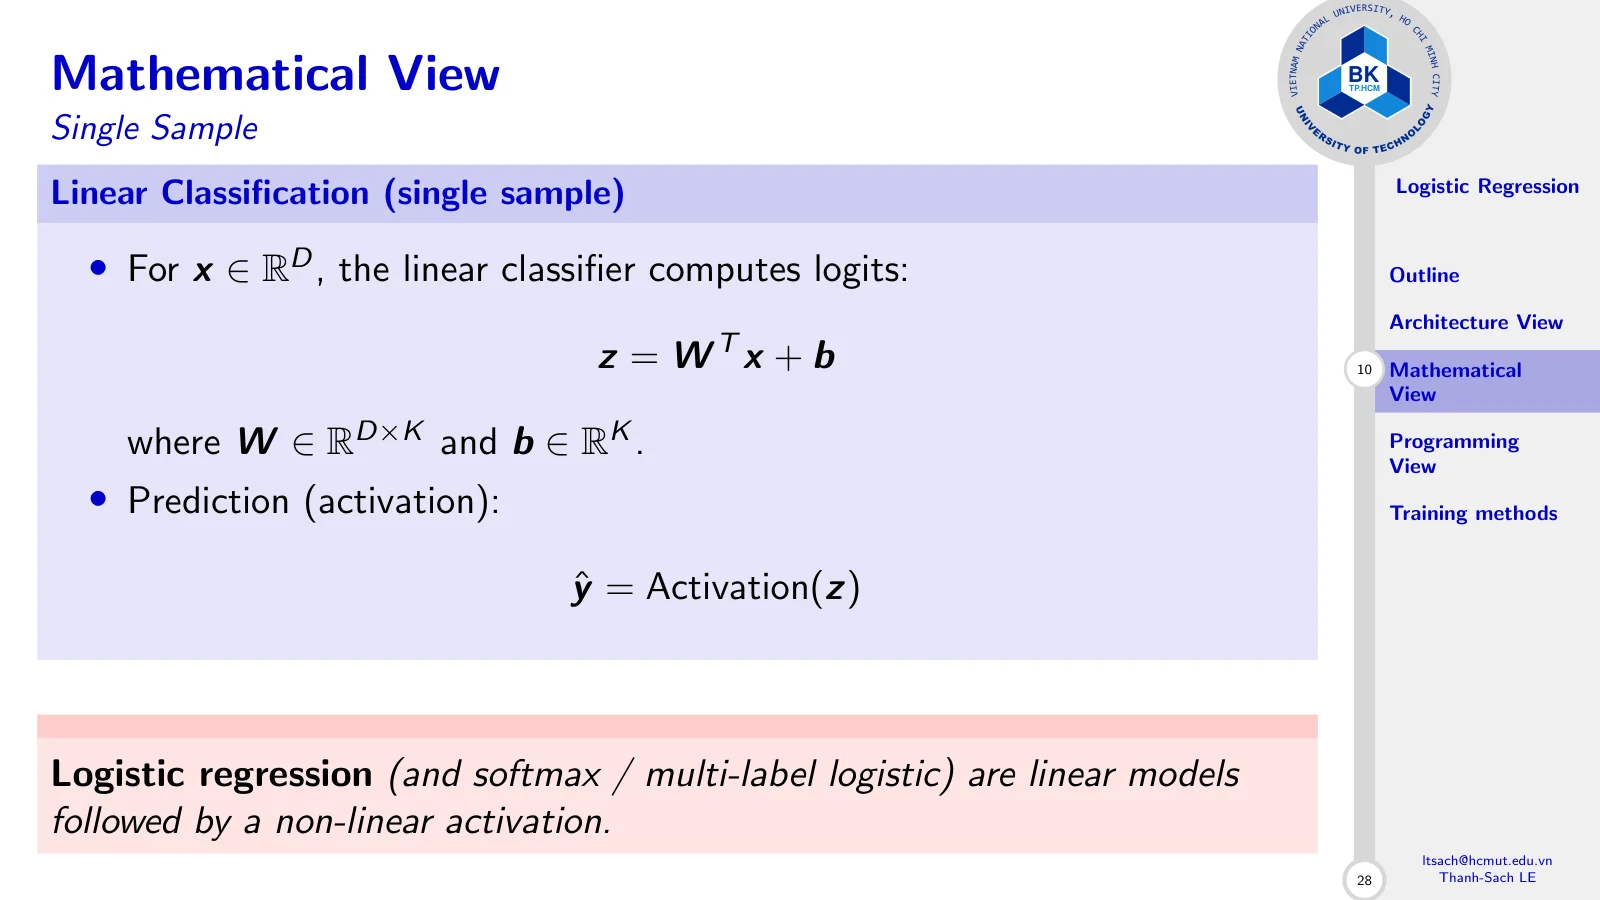 Mathematical View
Single Sample
Linear Classification (single sample)
• For x ∈ ℝ^D, the linear classifier computes logits:
z = W^T x + b
where W ∈ ℝ^{D×K} and b ∈ ℝ^K.
• Prediction (activation):
ŷ = Activation(z)
Logistic regression (and softmax / multi-label logistic) are linear models
followed by a non-linear activation.
VIETNAM NATIONAL UNIVERSITY, HO CHI MINH CITY
UNIVERSITY OF TECHNOLOGY
BK
TP.HCM
Logistic Regression
Outline
Architecture View
10
Mathematical
View
Programming
View
Training methods
ltsach@hcmut.edu.vn
Thanh-Sach LE
28